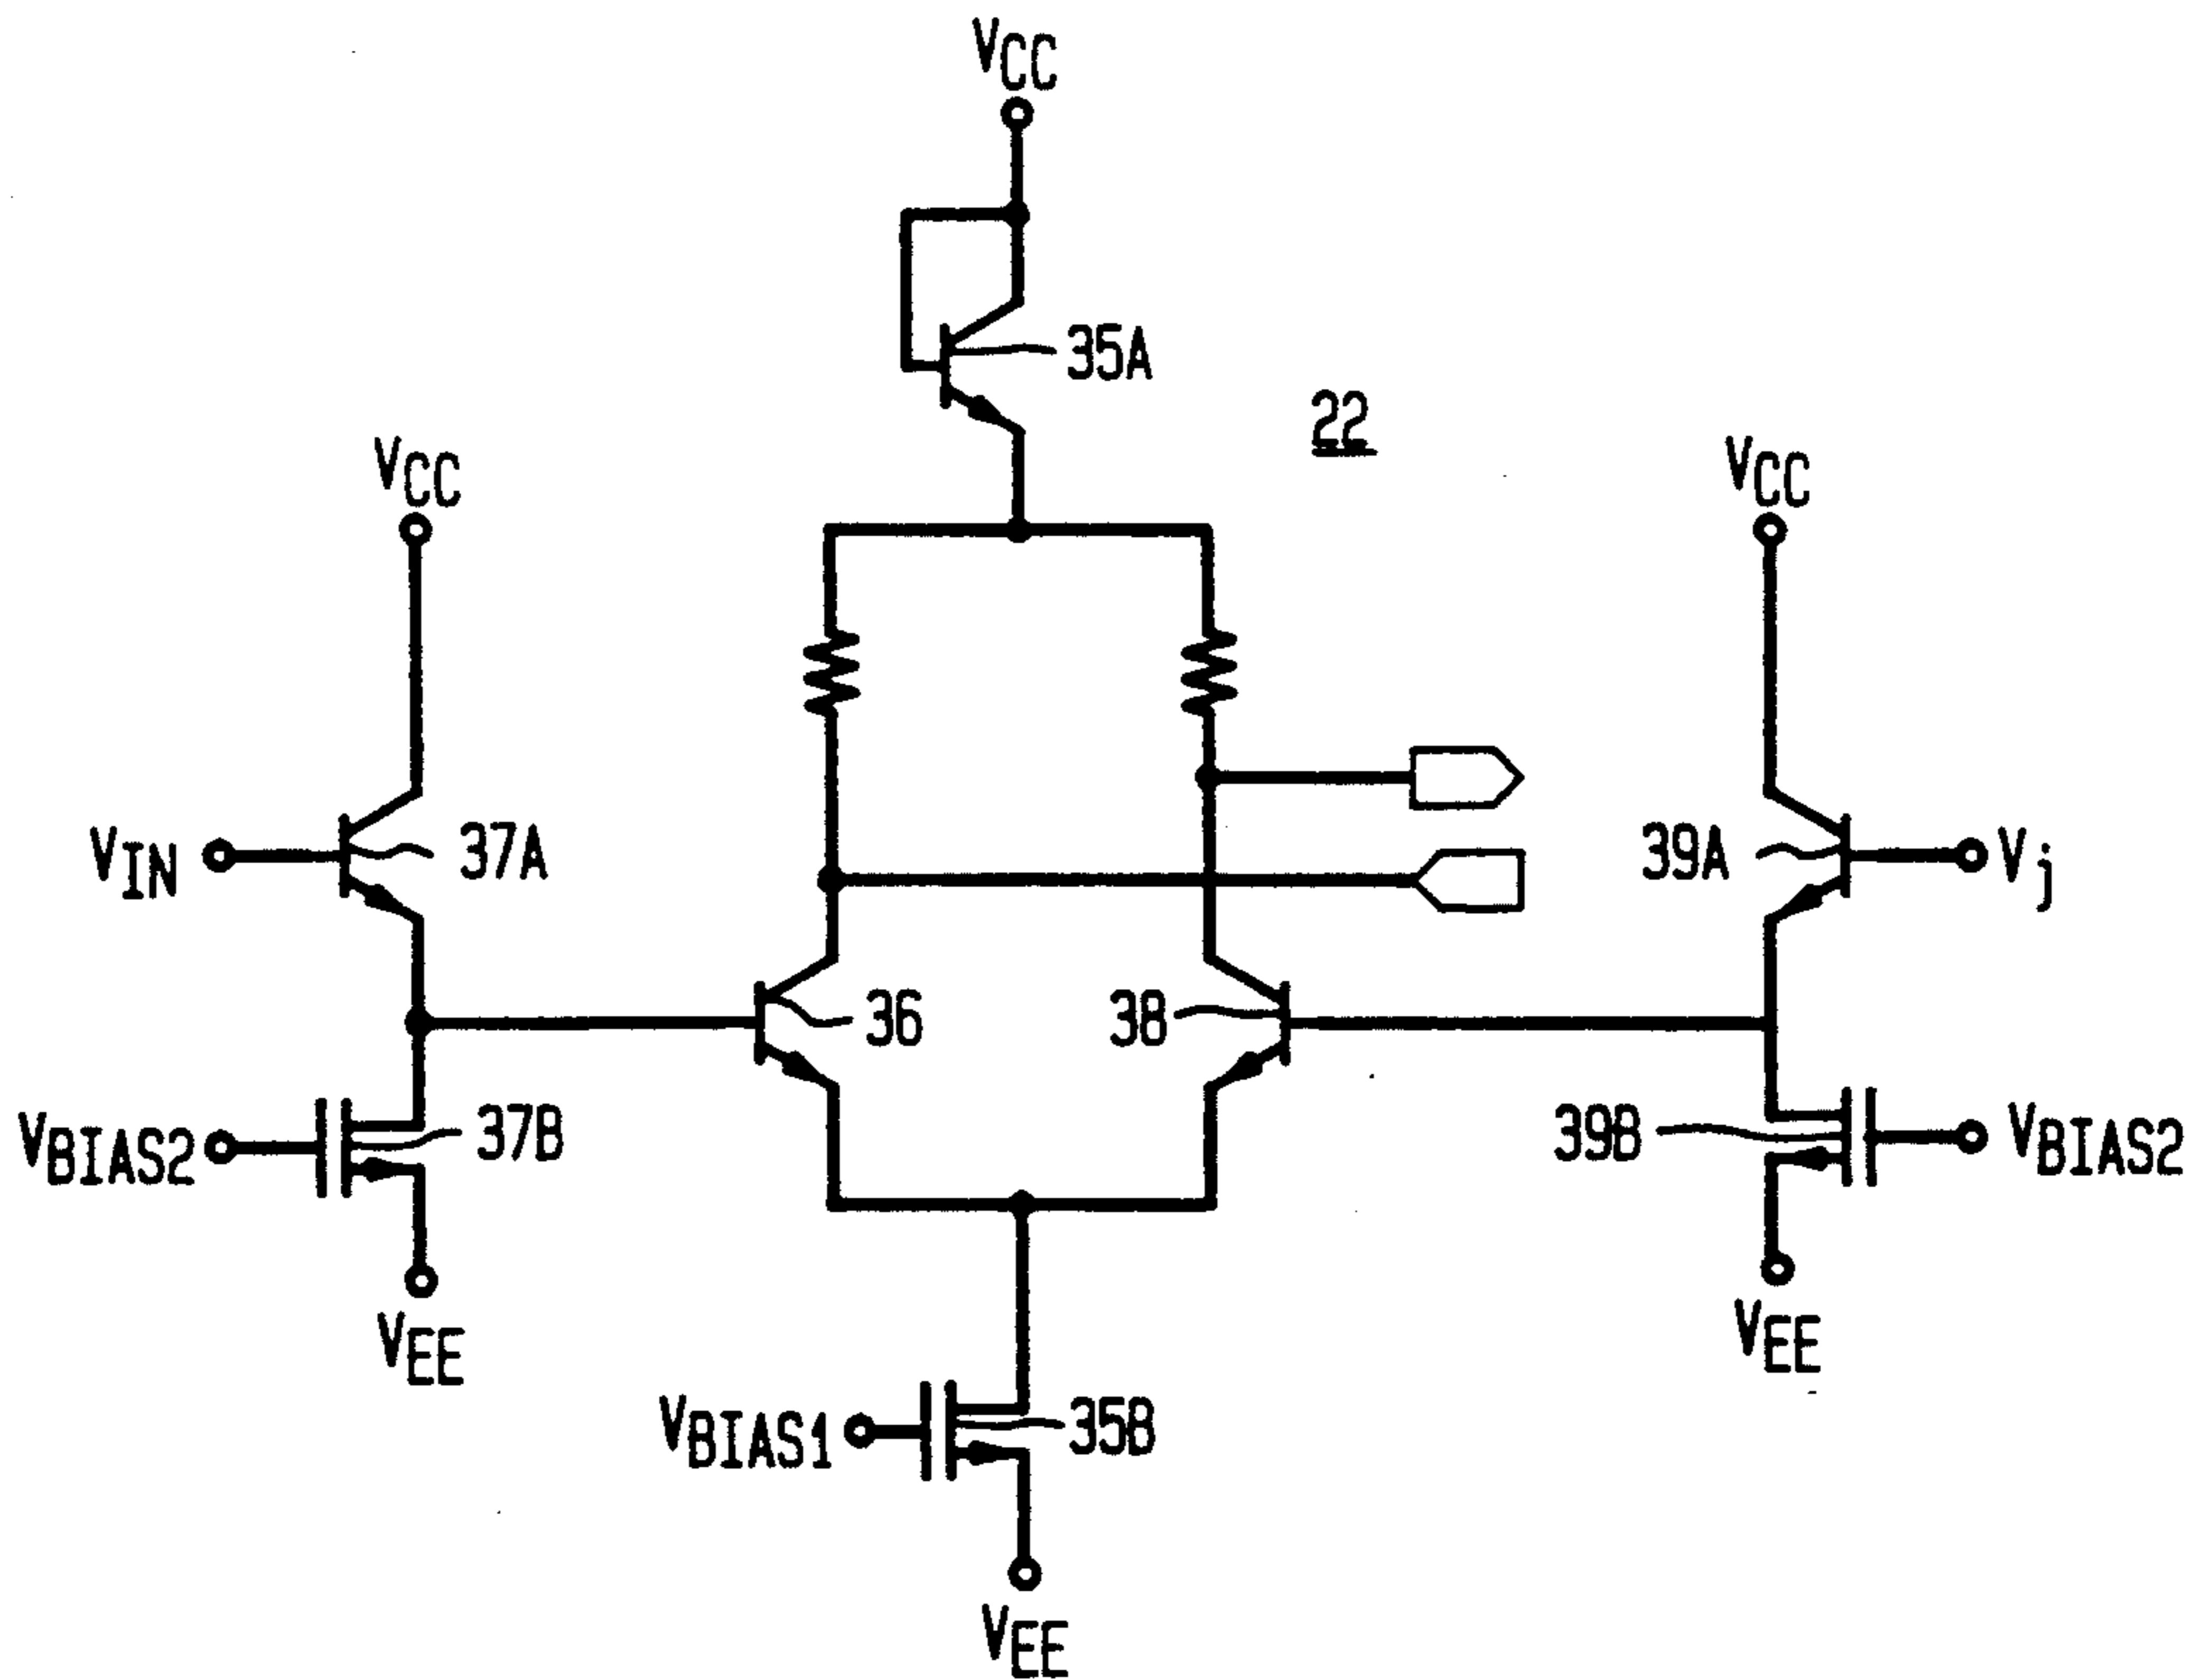 VCC
35A
22
VCC
VCC
VIN
37A
39A
Vj
36
38
VBIAS2
37B
39B
VBIAS2
VEE
VEE
VBIAS1
35B
VEE